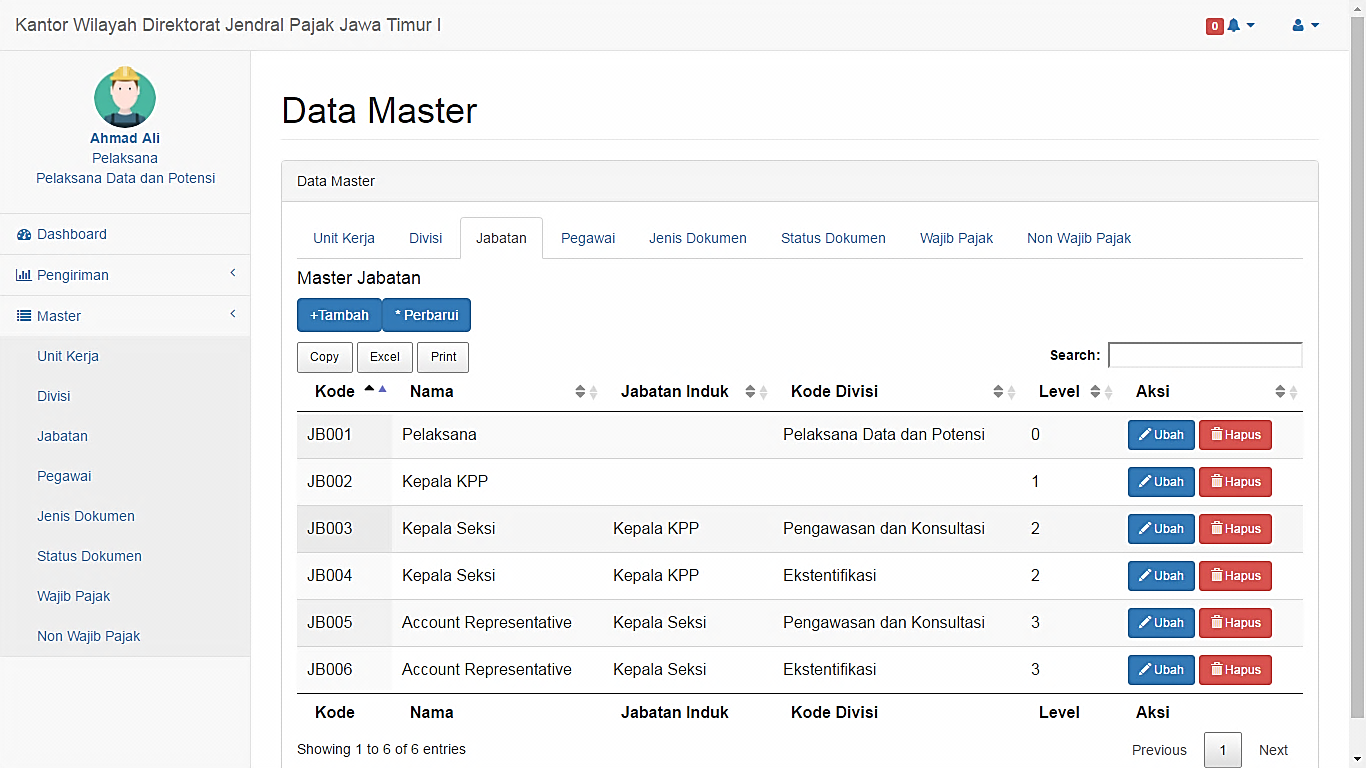 Kantor Wilayah Direktorat Jendral Pajak Jawa Timur I
0
Ahmad Ali
Pelaksana
Pelaksana Data dan Potensi
Dashboard
Pengiriman
Master
Unit Kerja
Divisi
Jabatan
Pegawai
Jenis Dokumen
Status Dokumen
Wajib Pajak
Non Wajib Pajak
Data Master
Data Master
Unit Kerja Divisi Jabatan Pegawai Jenis Dokumen Status Dokumen Wajib Pajak Non Wajib Pajak
Master Jabatan
+Tambah * Perbarui
Copy Excel Print Search:
Kode Nama Jabatan Induk Kode Divisi Level Aksi
JB001 Pelaksana Pelaksana Data dan Potensi 0 Ubah Hapus
JB002 Kepala KPP 1 Ubah Hapus
JB003 Kepala Seksi Kepala KPP Pengawasan dan Konsultasi 2 Ubah Hapus
JB004 Kepala Seksi Kepala KPP Ekstentifikasi 2 Ubah Hapus
JB005 Account Representative Kepala Seksi Pengawasan dan Konsultasi 3 Ubah Hapus
JB006 Account Representative Kepala Seksi Ekstentifikasi 3 Ubah Hapus
Kode Nama Jabatan Induk Kode Divisi Level Aksi
Showing 1 to 6 of 6 entries Previous 1 Next